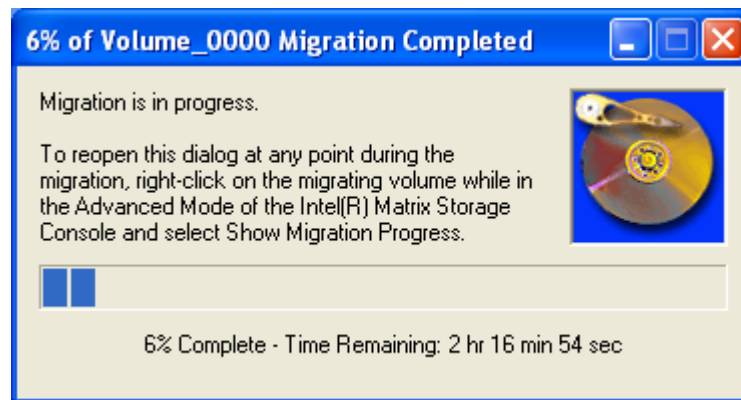 6% of Volume_0000 Migration Completed
Migration is in progress.
To reopen this dialog at any point during the
migration, right-click on the migrating volume while in
the Advanced Mode of the Intel(R) Matrix Storage
Console and select Show Migration Progress.
6% Complete - Time Remaining: 2 hr 16 min 54 sec